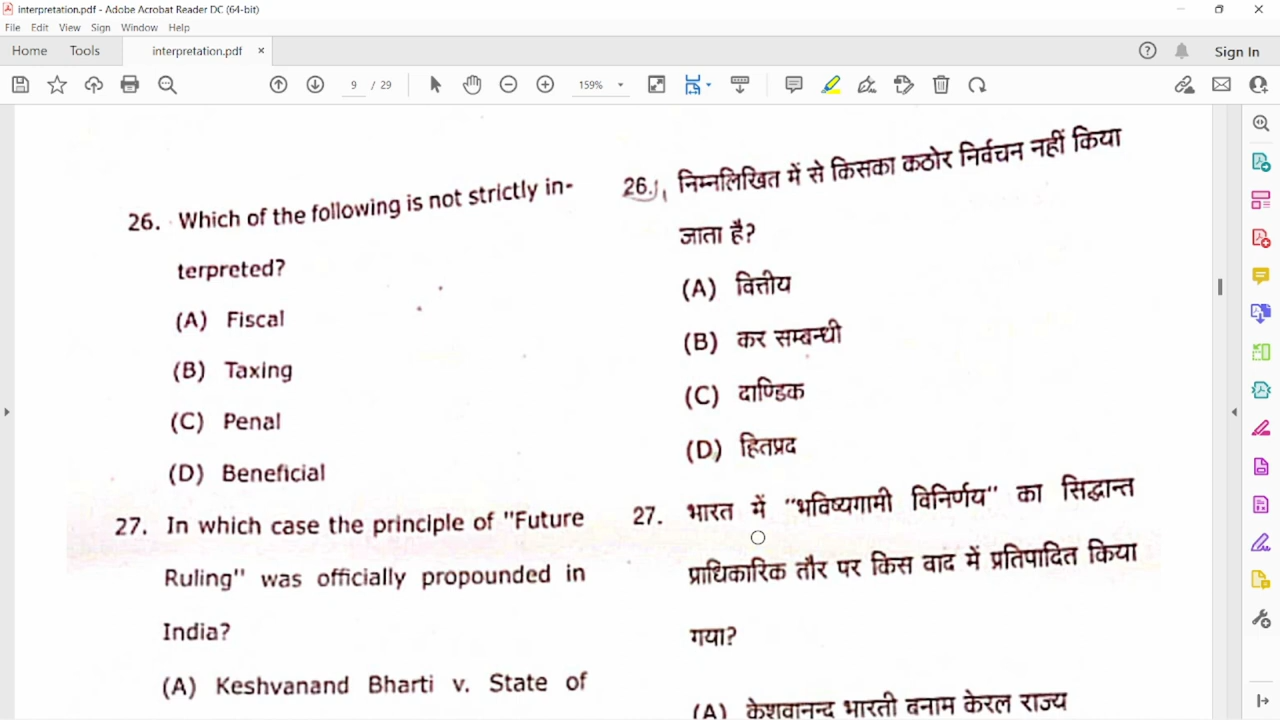 interpretation.pdf - Adobe Acrobat Reader DC (64-bit)
File Edit View Sign Window Help
Home Tools interpretation.pdf × Sign In
9 / 29 159%
26. Which of the following is not strictly in-
terpreted?
(A) Fiscal
(B) Taxing
(C) Penal
(D) Beneficial
27. In which case the principle of "Future
Ruling" was officially propounded in
India?
(A) Keshvanand Bharti v. State of
26. निम्नलिखित में से किसका कठोर निर्वचन नहीं किया
जाता है?
(A) वित्तीय
(B) कर सम्बन्धी
(C) दाण्डिक
(D) हितप्रद
27. भारत में "भविष्यगामी विनिर्णय" का सिद्धान्त
प्राधिकारिक तौर पर किस वाद में प्रतिपादित किया
गया?
(A) केशवानन्द भारती बनाम केरल राज्य